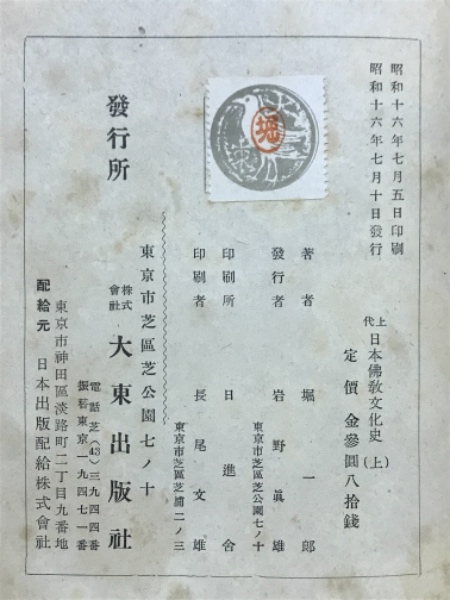 昭和十六年七月五日印刷
昭和十六年七月十日發行
上代 日本佛教文化史(上)
定價 金參圓八拾錢
堀
著者 堀一郎
發行者 岩野眞雄
東京市芝區芝公園七ノ十
印刷所 日進舍
印刷者 長尾文雄
東京市芝區芝浦二ノ三
發行所
東京市芝區芝公園七ノ十
株式會社 大東出版社
電話芝(43)三九四四番
振替東京一九四七一番
東京市神田區淡路町二丁目九番地
配給元 日本出版配給株式會社